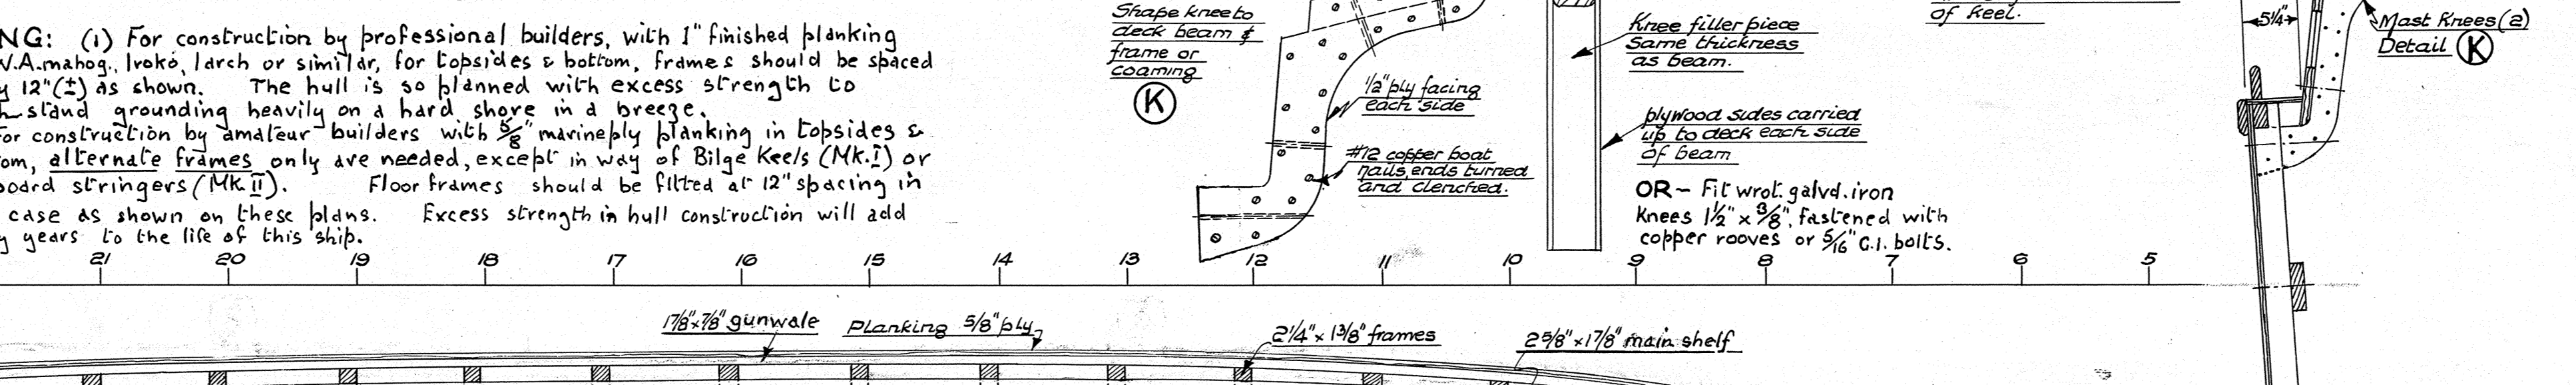 NG: (1) For construction by professional builders, with 1" finished planking
W.A.mahog., Iroko, larch or similar, for topsides & bottom, frames should be spaced
y 12"(±) as shown. The hull is so planned with excess strength to
h stand grounding heavily on a hard shore in a breeze.
For construction by amateur builders with 5/8" marineply planking in topsides &
om, alternate frames only are needed, except in way of Bilge Keels (Mk.I) or
board stringers (Mk.II). Floor frames should be fitted at 12" spacing in
case as shown on these plans. Excess strength in hull construction will add
y years to the life of this ship.
Shape knee to
deck beam &
frame or
coaming
K
1/2" ply facing
each side
#12 copper boat
nails, ends turned
and clenched.
Knee filler piece
Same thickness
as beam.
plywood sides carried
up to deck each side
of beam
OR~ Fit wrot. galvd. iron
Knees 1 1/2" x 3/8", fastened with
copper rooves or 5/16" G.I. bolts.
of keel.
5 1/4"
Mast Knees (2)
Detail K
21 20 19 18 17 16 15 14 13 12 11 10 9 8 7 6 5
1 7/8" x 7/8" gunwale
Planking 5/8" ply
2 1/4" x 1 3/8" frames
2 5/8" x 1 7/8" main shelf